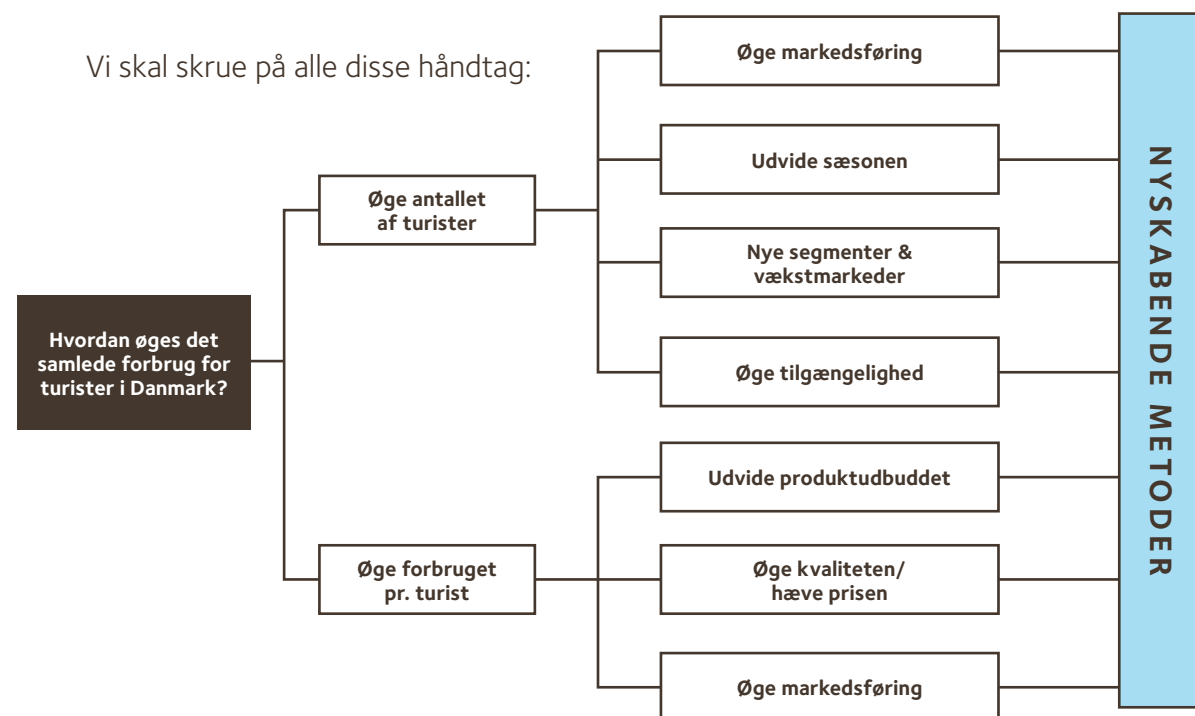 Vi skal skrue på alle disse håndtag:
Hvordan øges det
samlede forbrug for
turister i Danmark?
Øge antallet
af turister
Øge markedsføring
Udvide sæsonen
Nye segmenter &
vækstmarkeder
Øge tilgængelighed
Øge forbruget
pr. turist
Udvide produktudbuddet
Øge kvaliteten/
hæve prisen
Øge markedsføring
NYSKABENDE METODER